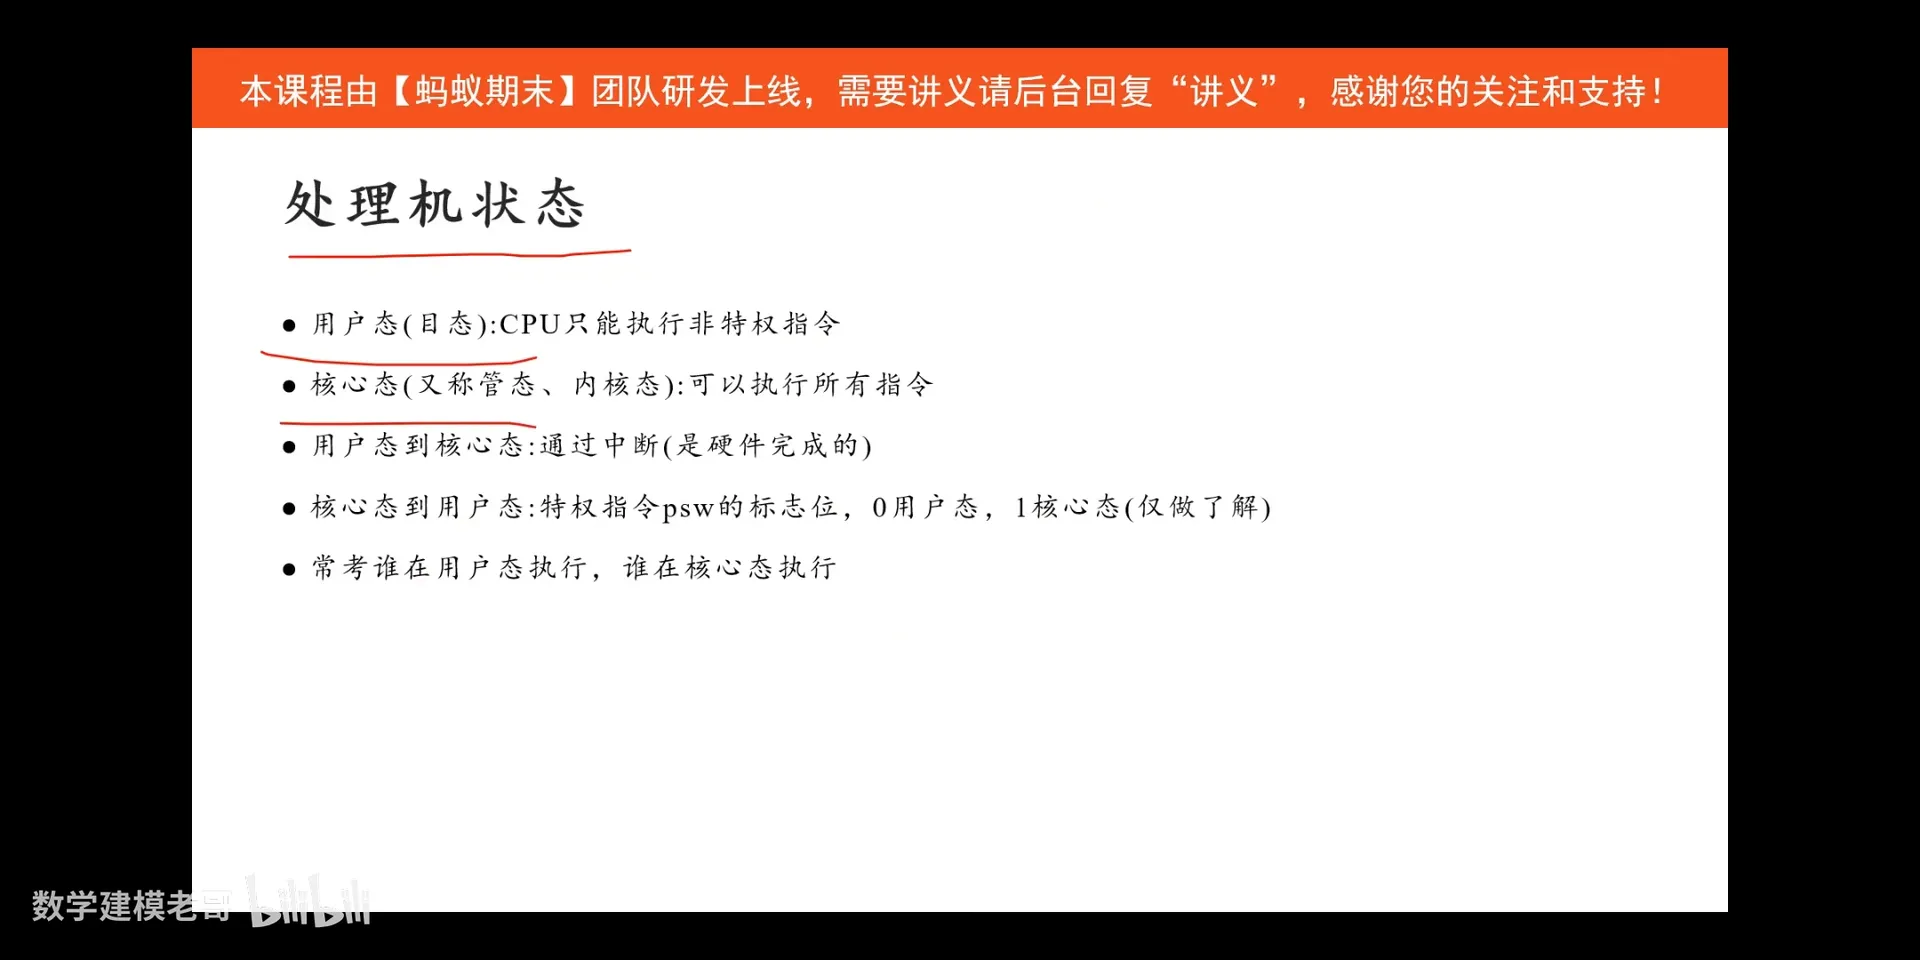 本课程由【蚂蚁期末】团队研发上线，需要讲义请后台回复“讲义”，感谢您的关注和支持！
处理机状态
● 用户态(目态):CPU只能执行非特权指令
● 核心态(又称管态、内核态):可以执行所有指令
● 用户态到核心态:通过中断(是硬件完成的)
● 核心态到用户态:特权指令psw的标志位，0用户态，1核心态(仅做了解)
● 常考谁在用户态执行，谁在核心态执行
数学建模老哥 bilibili